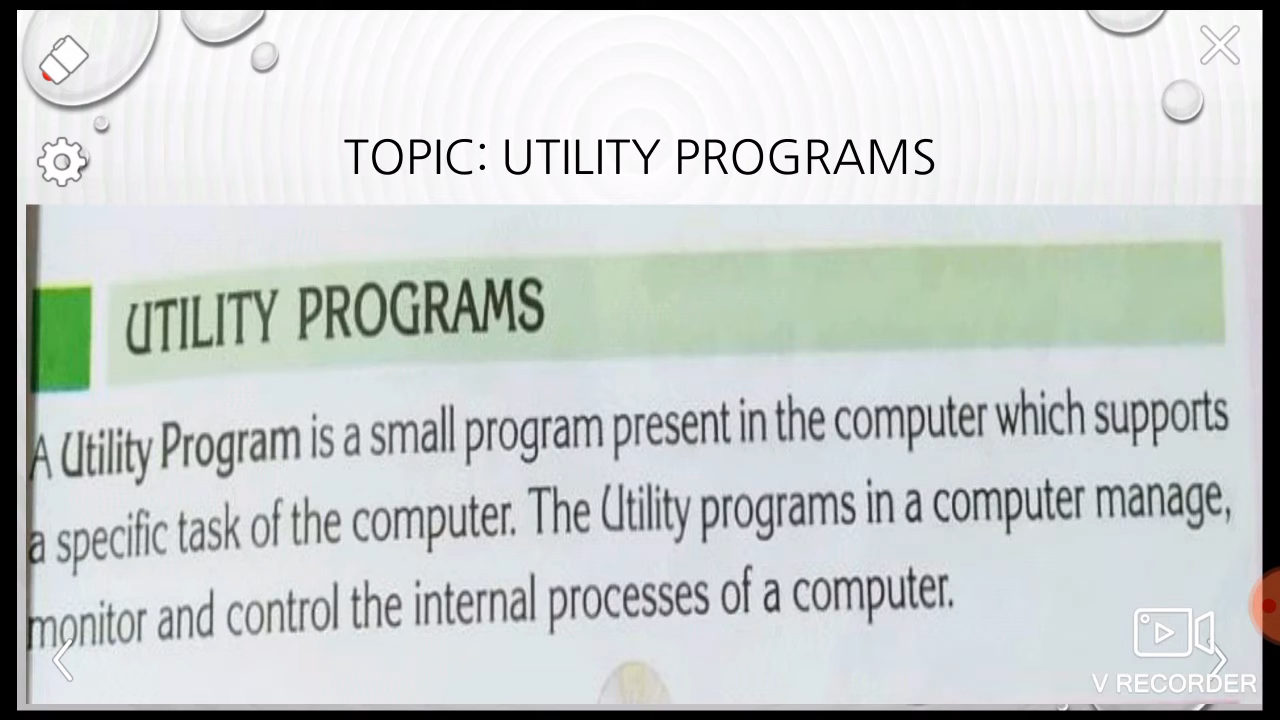 TOPIC: UTILITY PROGRAMS
UTILITY PROGRAMS
A Utility Program is a small program present in the computer which supports
a specific task of the computer. The Utility programs in a computer manage,
monitor and control the internal processes of a computer.
V RECORDER